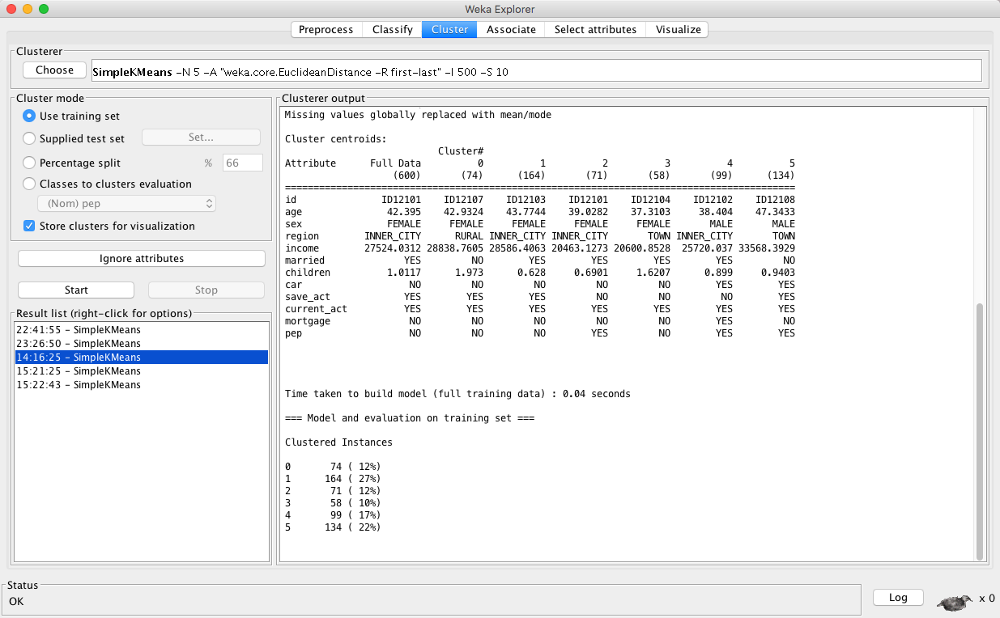 Weka Explorer
Preprocess Classify Cluster Associate Select attributes Visualize
Clusterer
Choose SimpleKMeans -N 5 -A "weka.core.EuclideanDistance -R first-last" -I 500 -S 10
Cluster mode
Use training set
Supplied test set Set...
Percentage split % 66
Classes to clusters evaluation
(Nom) pep
Store clusters for visualization
Ignore attributes
Start Stop
Result list (right-click for options)
22:41:55 - SimpleKMeans
23:26:50 - SimpleKMeans
14:16:25 - SimpleKMeans
15:21:25 - SimpleKMeans
15:22:43 - SimpleKMeans
Clusterer output
Missing values globally replaced with mean/mode
Cluster centroids:
Cluster#
Attribute Full Data 0 1 2 3 4 5
(600) (74) (164) (71) (58) (99) (134)
==========================================================================================
id ID12101 ID12107 ID12103 ID12101 ID12104 ID12102 ID12108
age 42.395 42.9324 43.7744 39.0282 37.3103 38.404 47.3433
sex FEMALE FEMALE FEMALE FEMALE FEMALE MALE MALE
region INNER_CITY RURAL INNER_CITY INNER_CITY TOWN INNER_CITY TOWN
income 27524.0312 28838.7605 28586.4063 20463.1273 20600.8528 25720.037 33568.3929
married YES NO YES YES YES YES NO
children 1.0117 1.973 0.628 0.6901 1.6207 0.899 0.9403
car NO NO NO NO NO YES YES
save_act YES YES YES NO NO NO YES
current_act YES YES YES YES YES YES YES
mortgage NO NO NO NO NO YES NO
pep NO NO NO YES NO YES YES
Time taken to build model (full training data) : 0.04 seconds
=== Model and evaluation on training set ===
Clustered Instances
0 74 ( 12%)
1 164 ( 27%)
2 71 ( 12%)
3 58 ( 10%)
4 99 ( 17%)
5 134 ( 22%)
Status
OK
Log x 0